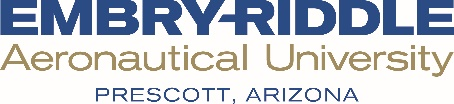 EMBRY-RIDDLE
Aeronautical University
PRESCOTT, ARIZONA